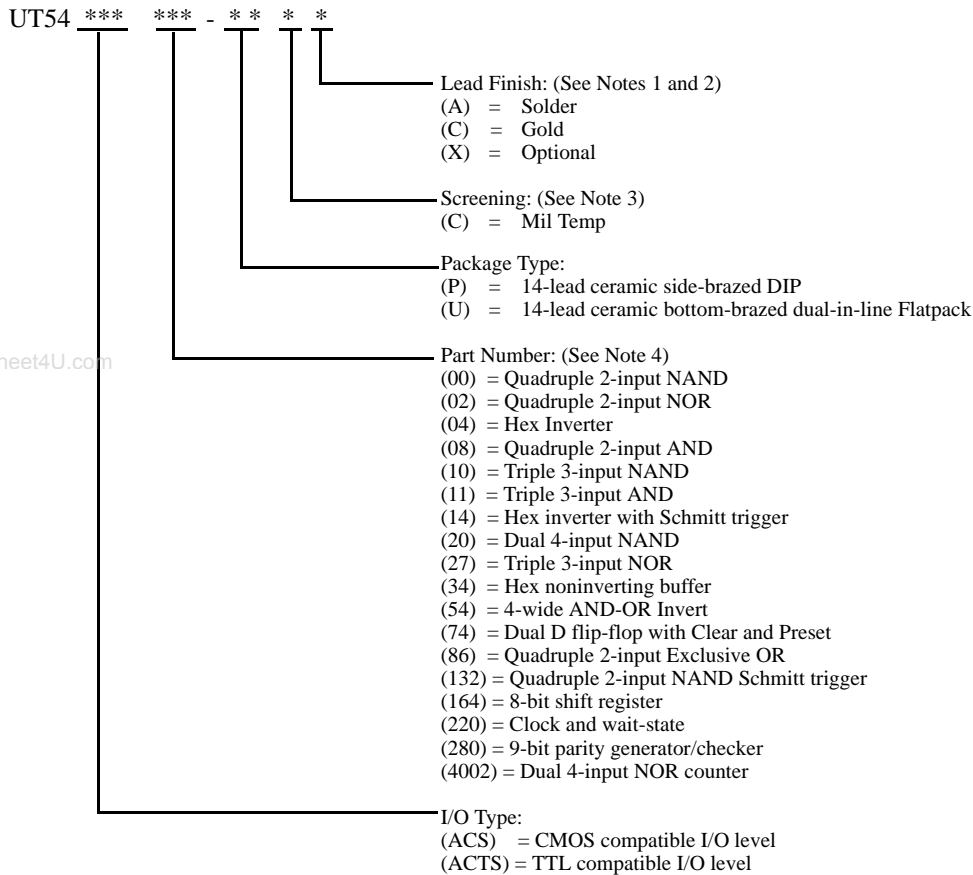 UT54 *** *** - * * * *
Lead Finish: (See Notes 1 and 2)
(A) = Solder
(C) = Gold
(X) = Optional
Screening: (See Note 3)
(C) = Mil Temp
Package Type:
(P) = 14-lead ceramic side-brazed DIP
(U) = 14-lead ceramic bottom-brazed dual-in-line Flatpack
heet4U.com
Part Number: (See Note 4)
(00) = Quadruple 2-input NAND
(02) = Quadruple 2-input NOR
(04) = Hex Inverter
(08) = Quadruple 2-input AND
(10) = Triple 3-input NAND
(11) = Triple 3-input AND
(14) = Hex inverter with Schmitt trigger
(20) = Dual 4-input NAND
(27) = Triple 3-input NOR
(34) = Hex noninverting buffer
(54) = 4-wide AND-OR Invert
(74) = Dual D flip-flop with Clear and Preset
(86) = Quadruple 2-input Exclusive OR
(132) = Quadruple 2-input NAND Schmitt trigger
(164) = 8-bit shift register
(220) = Clock and wait-state
(280) = 9-bit parity generator/checker
(4002) = Dual 4-input NOR counter
I/O Type:
(ACS) = CMOS compatible I/O level
(ACTS) = TTL compatible I/O level